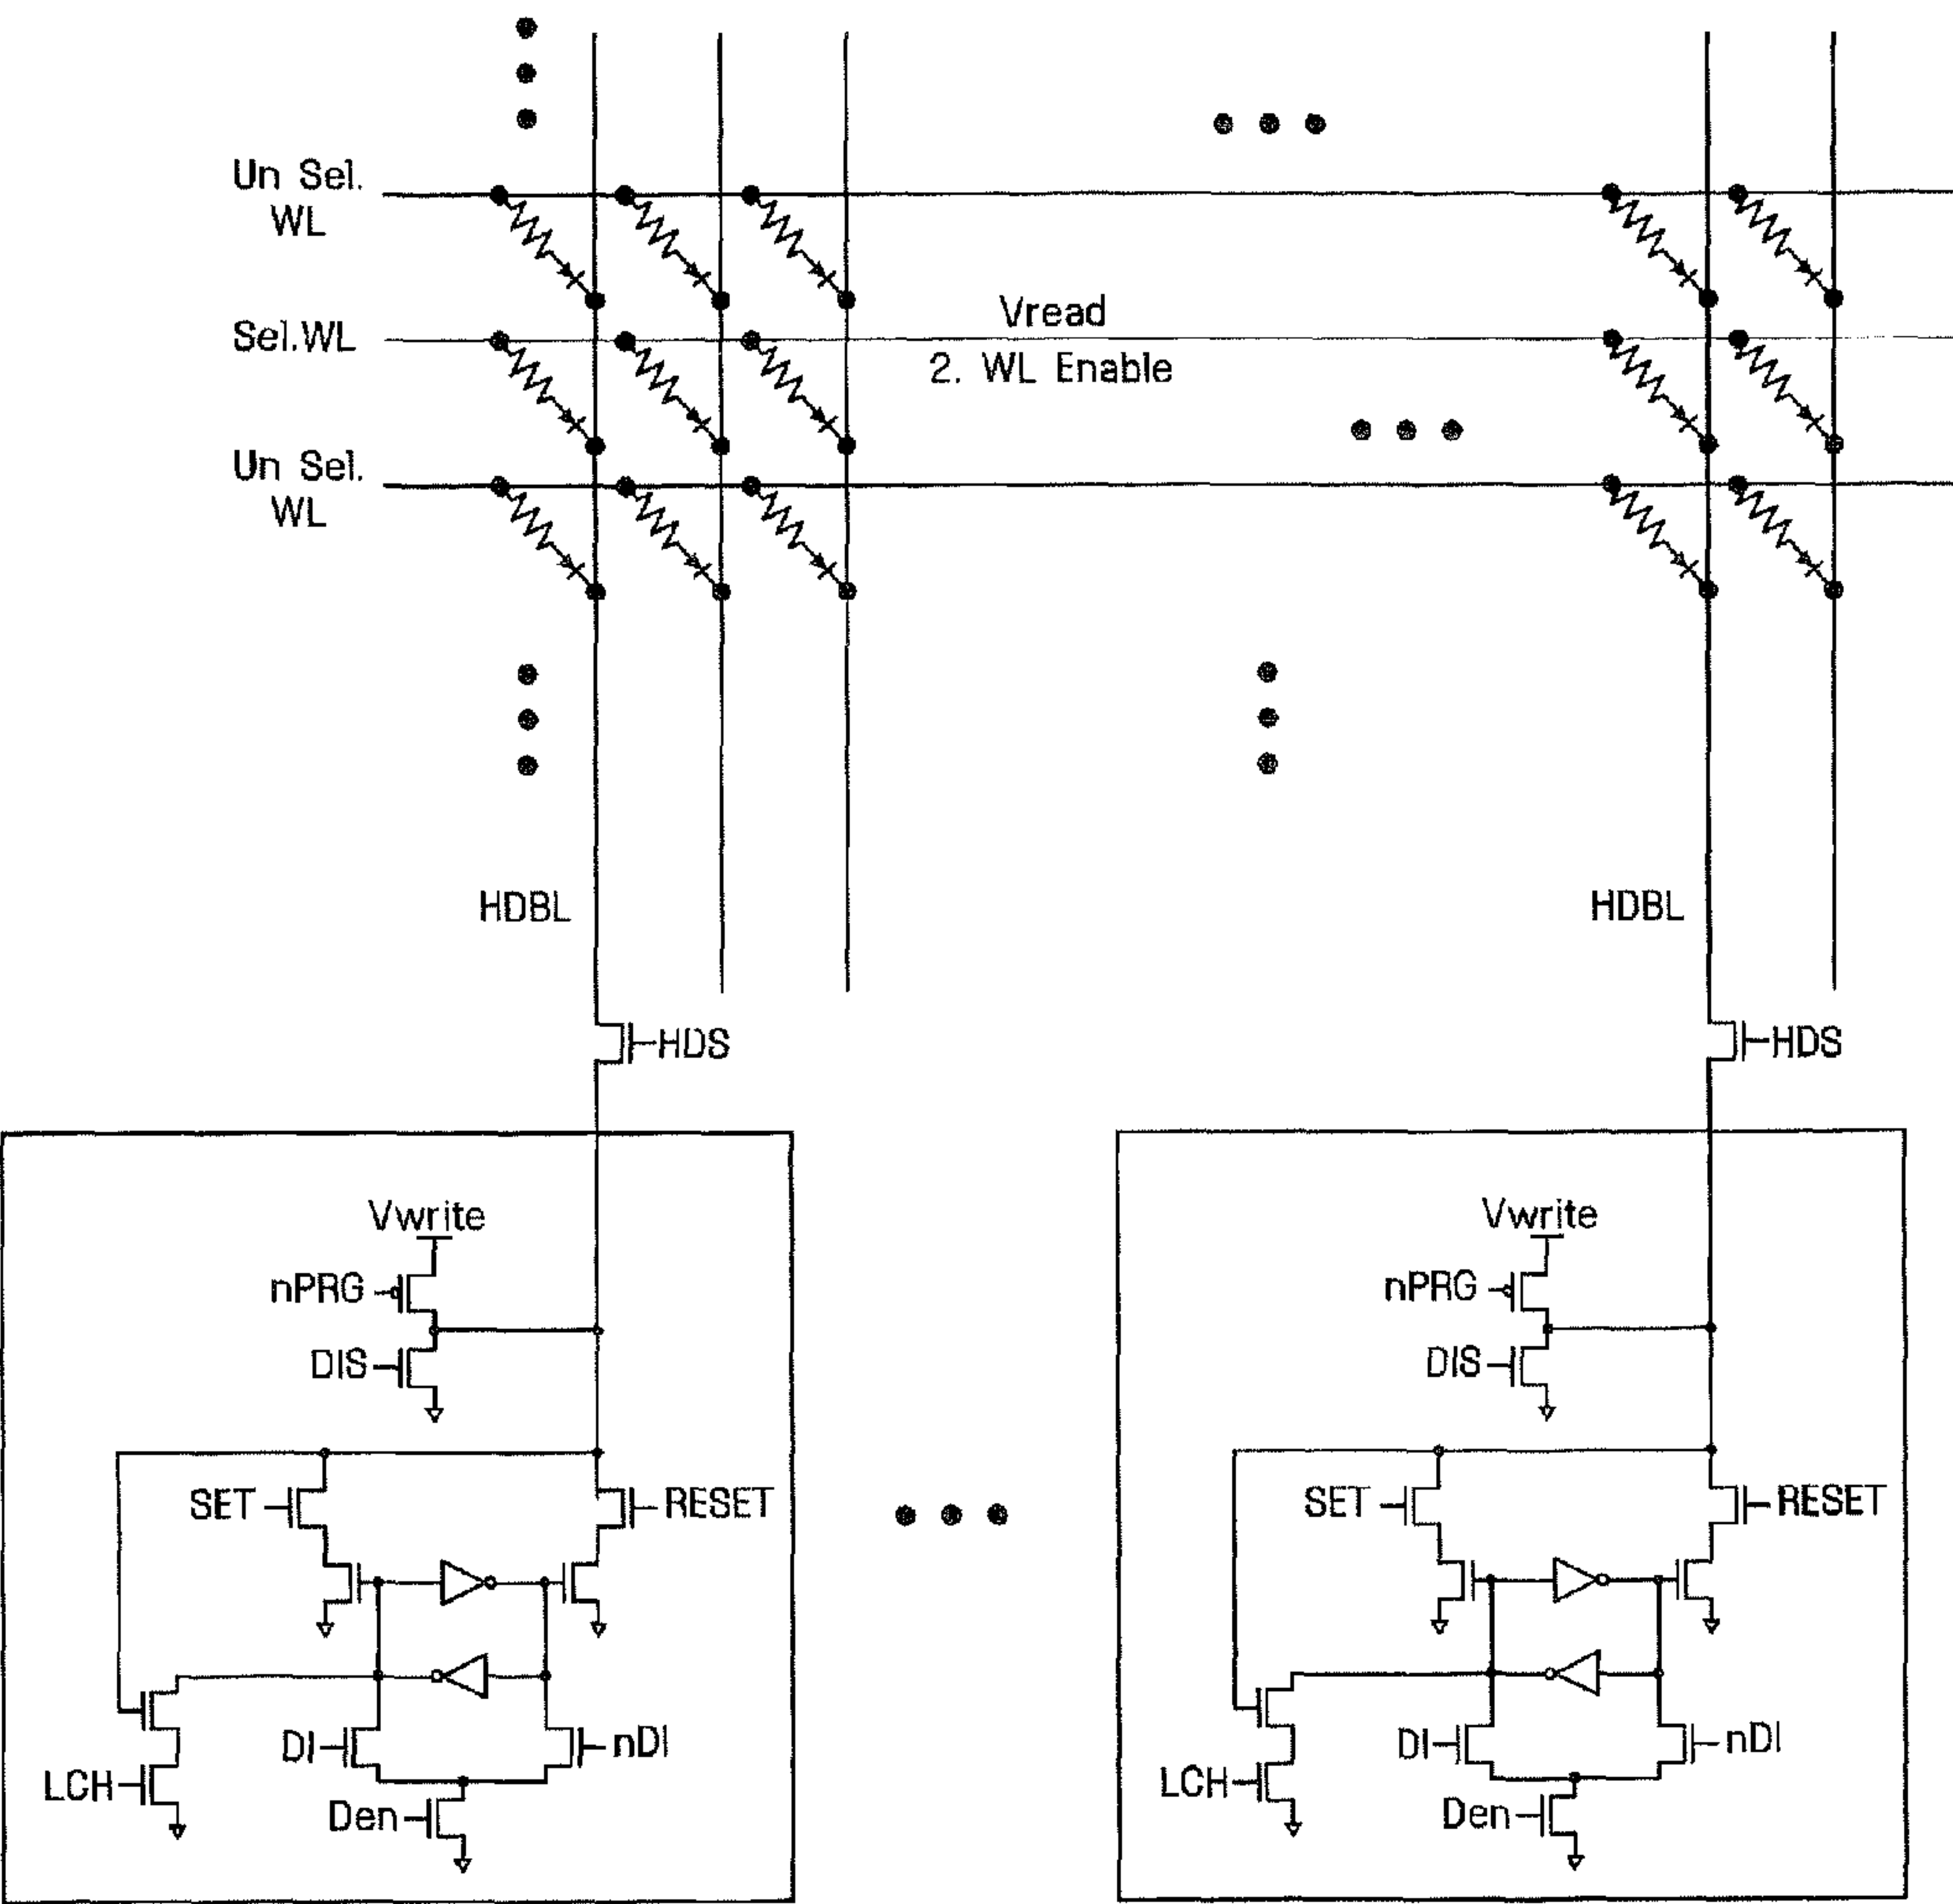 Un Sel.
WL
Vread
Sel.WL
2. WL Enable
Un Sel.
WL
HDBL
HDBL
HDS
HDS
Vwrite
Vwrite
nPRG
nPRG
DIS
DIS
SET
RESET
SET
RESET
DI
nDI
DI
nDI
LCH
LCH
Den
Den